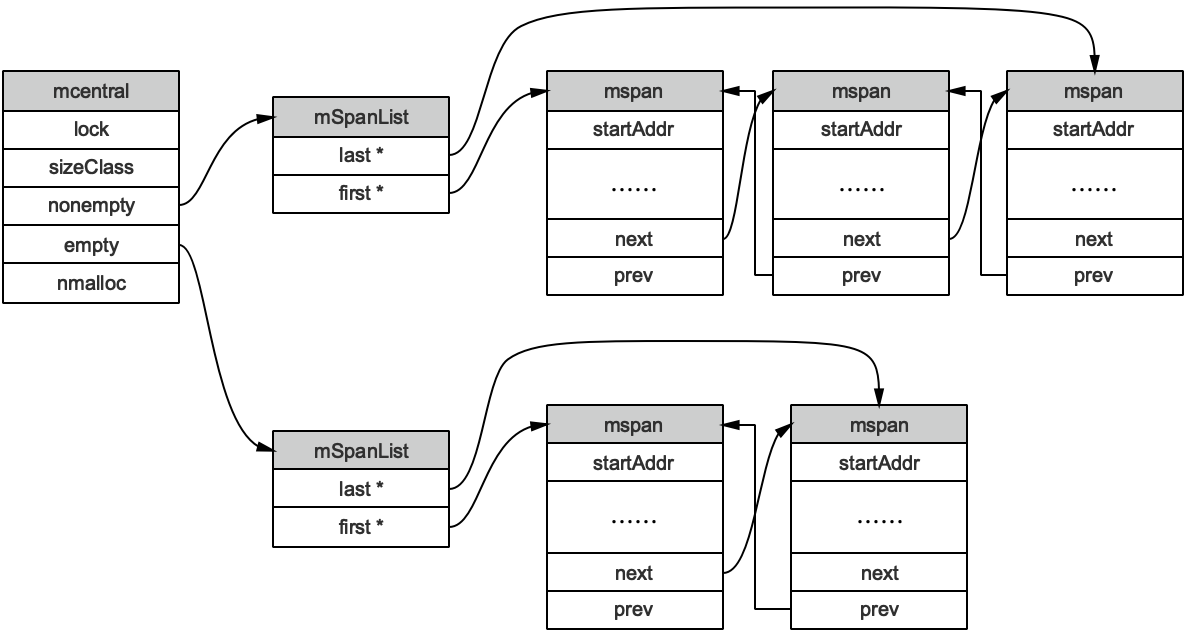 mcentral
lock
sizeClass
nonempty
empty
nmalloc
mSpanList
last *
first *
mspan
startAddr
......
next
prev
mspan
startAddr
......
next
prev
mspan
startAddr
......
next
prev
mSpanList
last *
first *
mspan
startAddr
......
next
prev
mspan
startAddr
......
next
prev